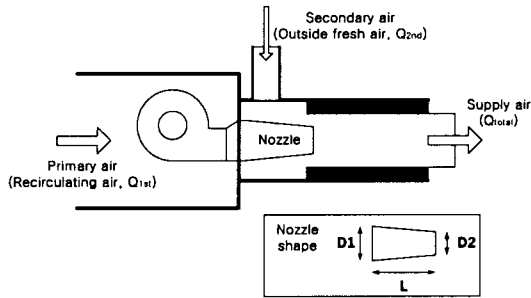 Secondary air
(Outside fresh air, Q2nd)
Supply air
(Qtotal)
Nozzle
Primary air
(Recirculating air, Q1st)
Nozzle
shape
D1
D2
L